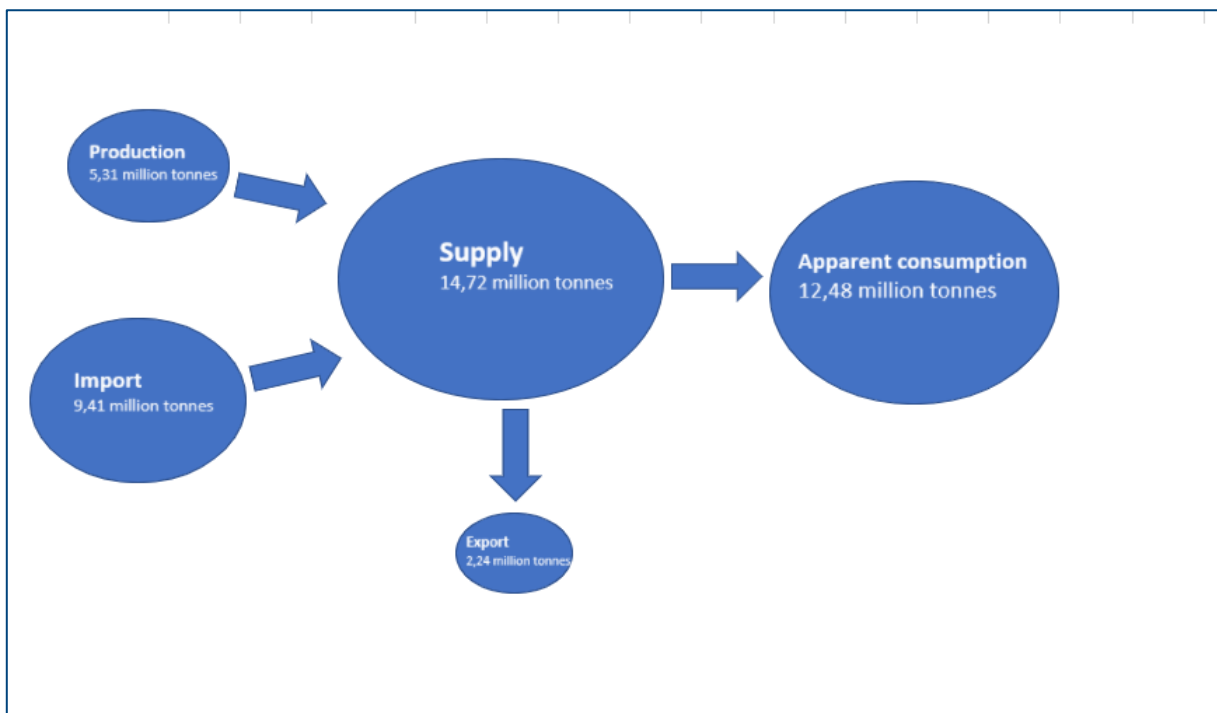 Production
5,31 million tonnes
Import
9,41 million tonnes
Supply
14,72 million tonnes
Export
2,24 million tonnes
Apparent consumption
12,48 million tonnes